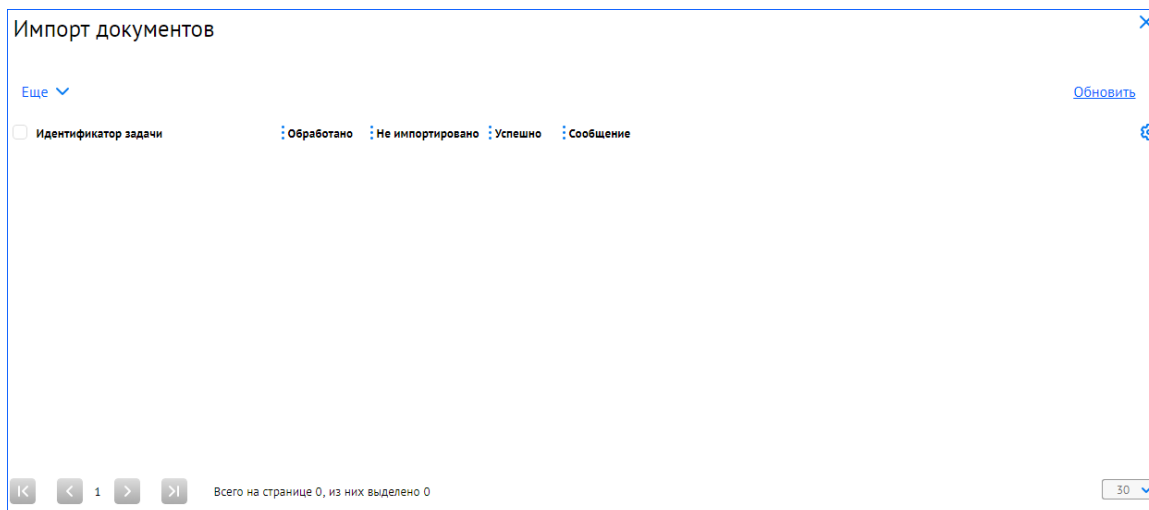 Импорт документов
Еще
Обновить
Идентификатор задачи Обработано Не импортировано Успешно Сообщение
1 Всего на странице 0, из них выделено 0 30